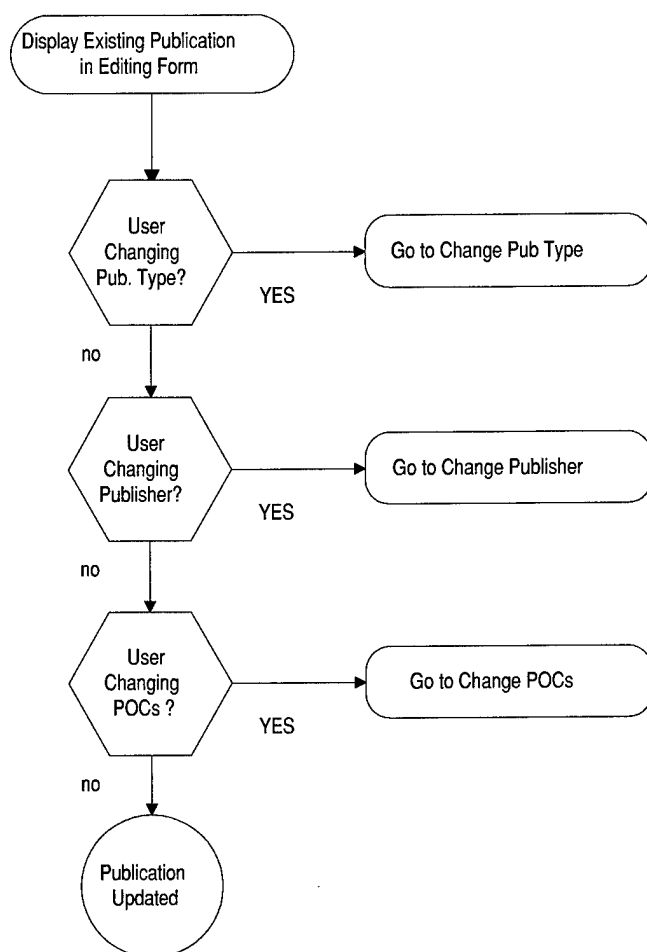 Display Existing Publication
in Editing Form
User
Changing
Pub. Type?
Go to Change Pub Type
YES
no
User
Changing
Publisher?
Go to Change Publisher
YES
no
User
Changing
POCs ?
Go to Change POCs
YES
no
Publication
Updated